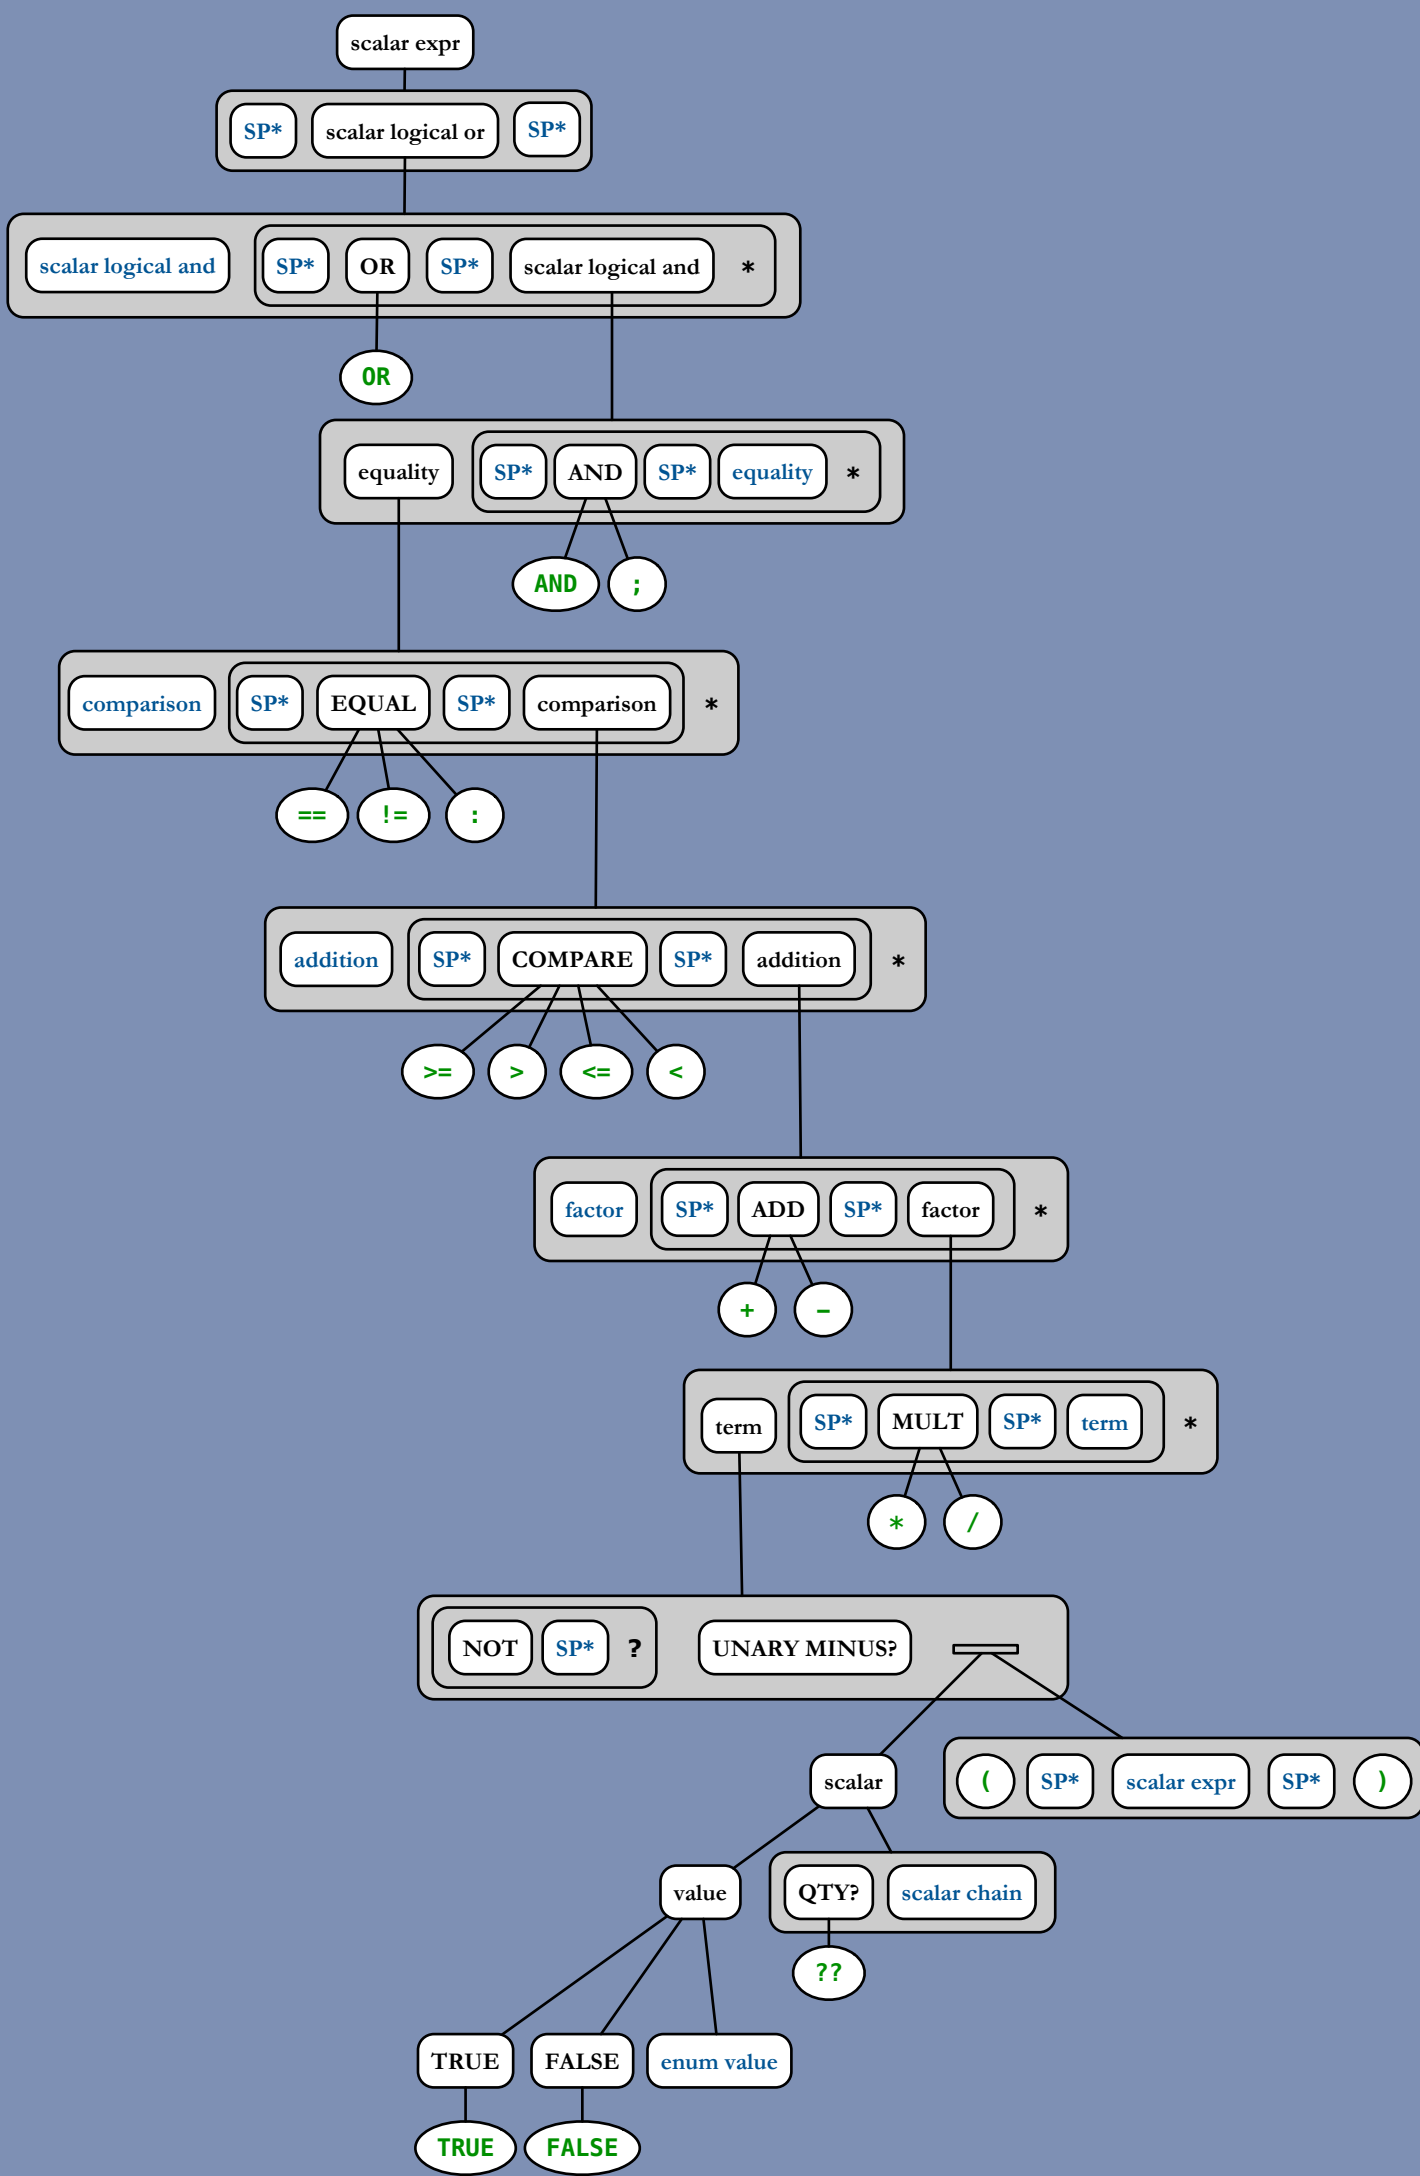 scalar expr
SP* scalar logical or SP*
scalar logical and SP* OR SP* scalar logical and *
OR
equality SP* AND SP* equality *
AND ;
comparison SP* EQUAL SP* comparison *
== != :
addition SP* COMPARE SP* addition *
>= > <= <
factor SP* ADD SP* factor *
+ −
term SP* MULT SP* term *
* /
NOT SP* ? UNARY MINUS?
scalar ( SP* scalar expr SP* )
value QTY? scalar chain
??
TRUE FALSE enum value
TRUE FALSE